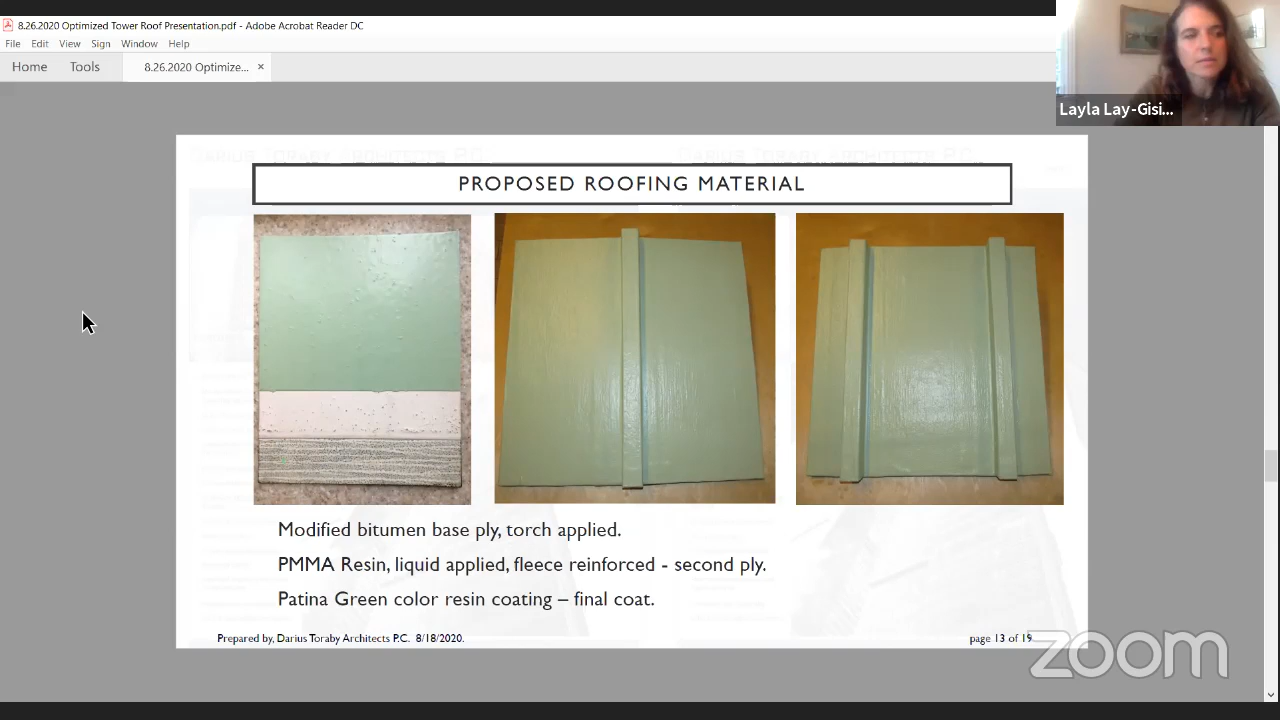 8.26.2020 Optimized Tower Roof Presentation.pdf - Adobe Acrobat Reader DC
File Edit View Sign Window Help
Home Tools 8.26.2020 Optimize... ×
Layla Lay-Gisi...
PROPOSED ROOFING MATERIAL
Modified bitumen base ply, torch applied.
PMMA Resin, liquid applied, fleece reinforced - second ply.
Patina Green color resin coating – final coat.
Prepared by, Darius Toraby Architects P.C. 8/18/2020.
page 13 of 19
zoom